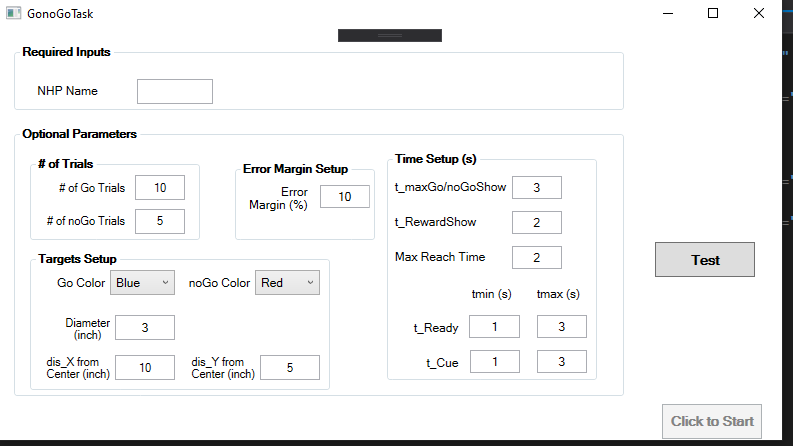 GonoGoTask
Required Inputs
NHP Name
Optional Parameters
# of Trials
# of Go Trials 10
# of noGo Trials 5
Error Margin Setup
Error
Margin (%) 10
Time Setup (s)
t_maxGo/noGoShow 3
t_RewardShow 2
Max Reach Time 2
tmin (s) tmax (s)
t_Ready 1 3
t_Cue 1 3
Targets Setup
Go Color Blue noGo Color Red
Diameter
(inch) 3
dis_X from
Center (inch) 10
dis_Y from
Center (inch) 5
Test
Click to Start